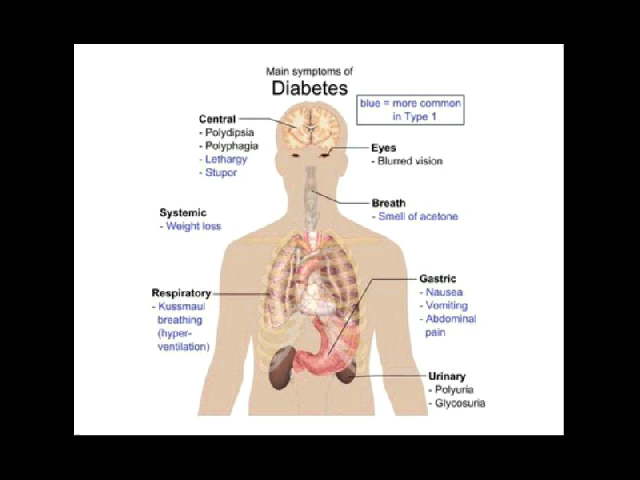 Main symptoms of
Diabetes
blue = more common
in Type 1
Central
- Polydipsia
- Polyphagia
- Lethargy
- Stupor
Eyes
- Blurred vision
Breath
- Smell of acetone
Systemic
- Weight loss
Respiratory
- Kussmaul
breathing
(hyper-
ventilation)
Gastric
- Nausea
- Vomiting
- Abdominal
pain
Urinary
- Polyuria
- Glycosuria